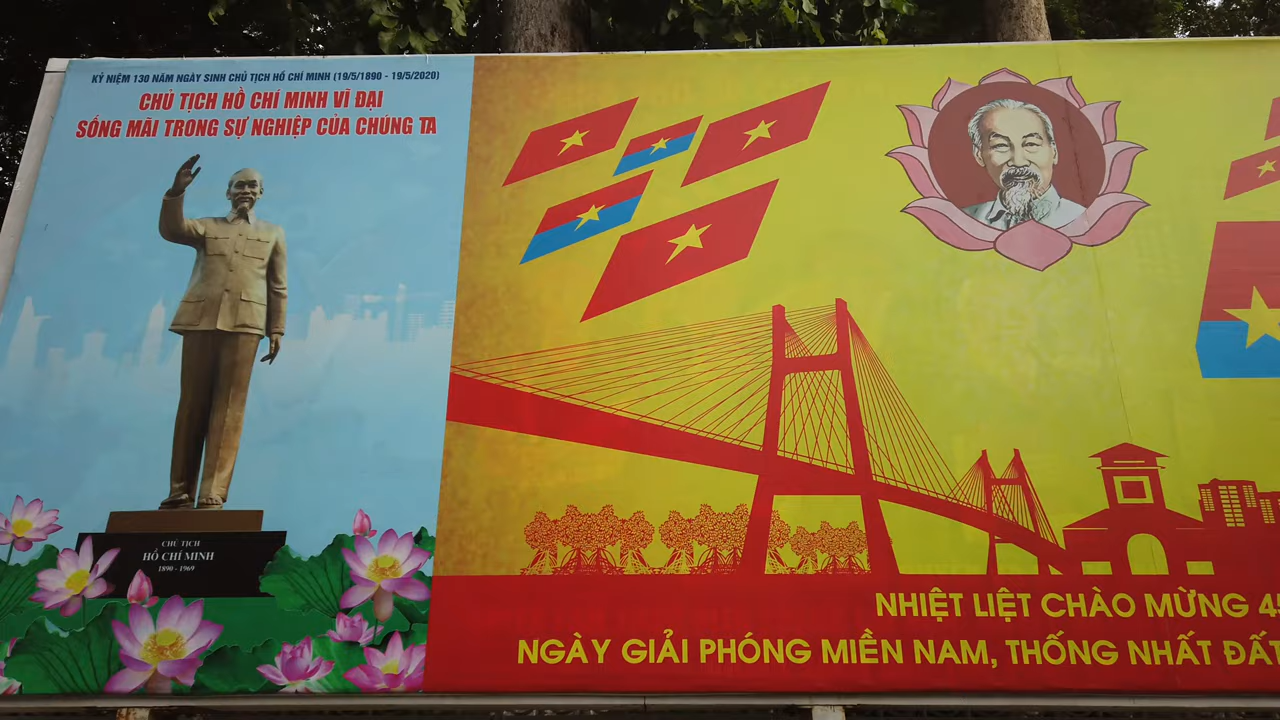 KỶ NIỆM 130 NĂM NGÀY SINH CHỦ TỊCH HỒ CHÍ MINH (19/5/1890 - 19/5/2020)
CHỦ TỊCH HỒ CHÍ MINH VĨ ĐẠI
SỐNG MÃI TRONG SỰ NGHIỆP CỦA CHÚNG TA
CHỦ TỊCH
HỒ CHÍ MINH
1890 - 1969
NHIỆT LIỆT CHÀO MỪNG 4
NGÀY GIẢI PHÓNG MIỀN NAM, THỐNG NHẤT ĐẤT